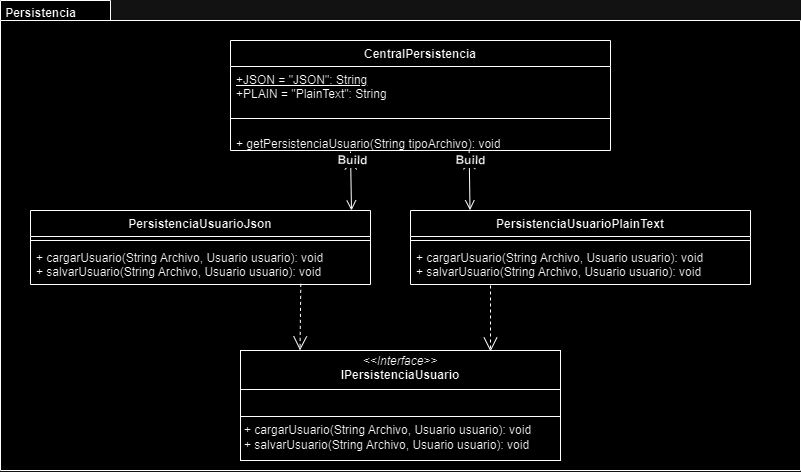 Persistencia
CentralPersistencia
+JSON = "JSON": String
+PLAIN = "PlainText": String
+ getPersistenciaUsuario(String tipoArchivo): void
Build
Build
PersistenciaUsuarioJson
+ cargarUsuario(String Archivo, Usuario usuario): void
+ salvarUsuario(String Archivo, Usuario usuario): void
PersistenciaUsuarioPlainText
+ cargarUsuario(String Archivo, Usuario usuario): void
+ salvarUsuario(String Archivo, Usuario usuario): void
<<Interface>>
IPersistenciaUsuario
+ cargarUsuario(String Archivo, Usuario usuario): void
+ salvarUsuario(String Archivo, Usuario usuario): void